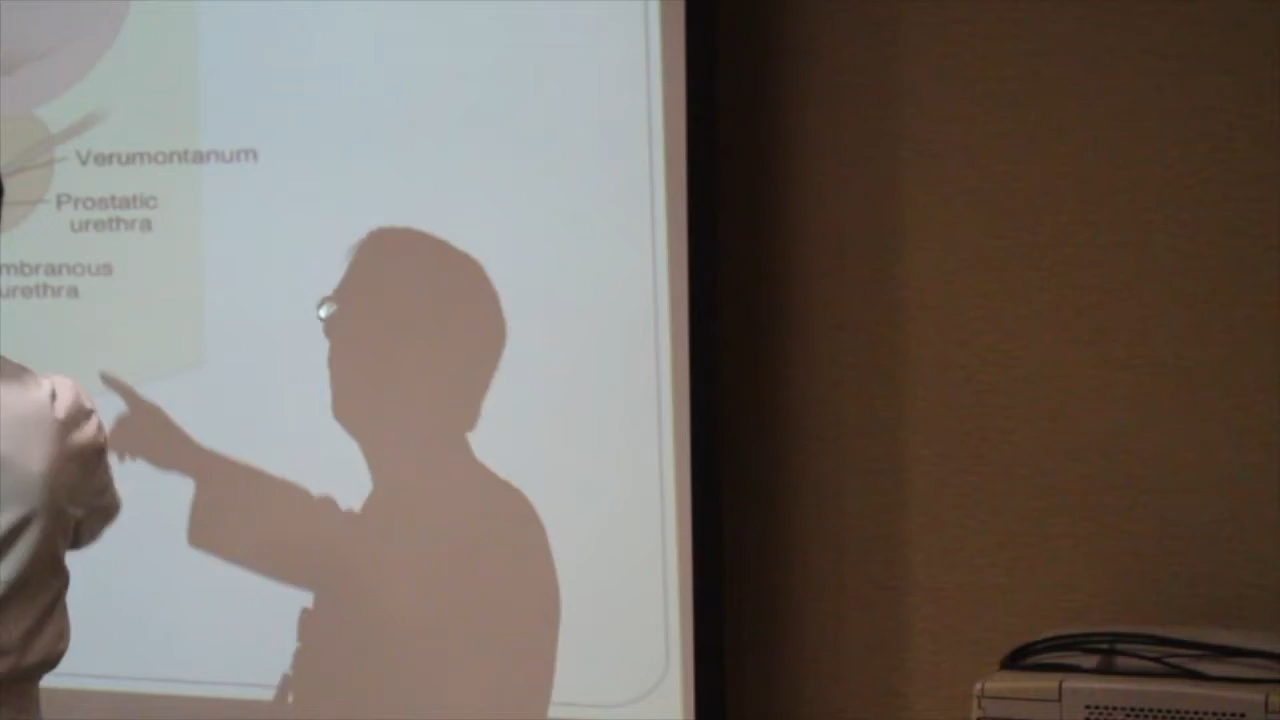 Verumontanum
Prostatic
urethra
mbranous
urethra